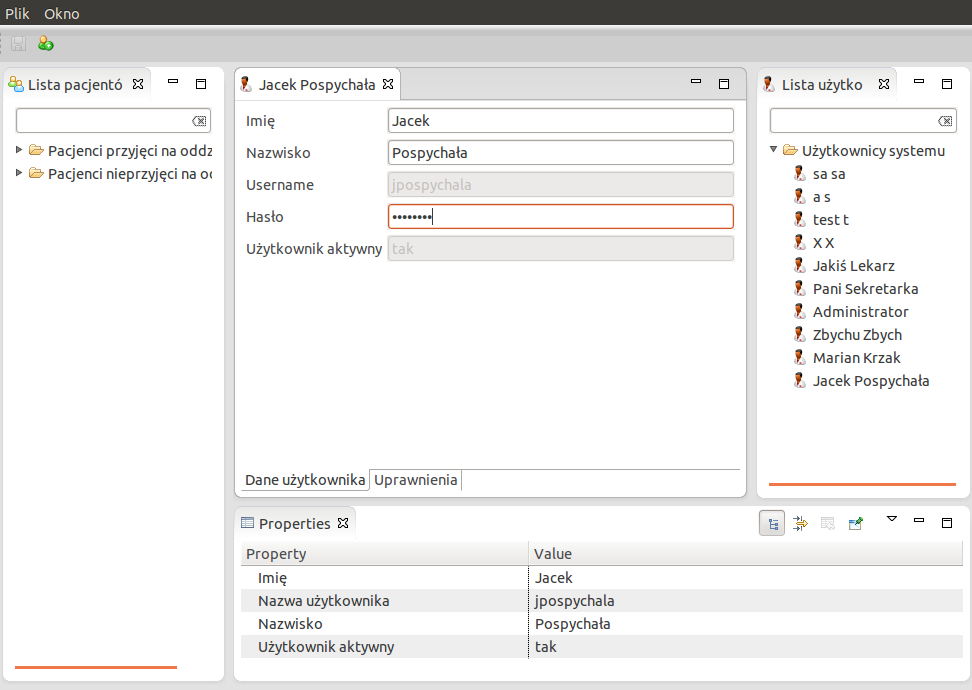 Plik Okno
Lista pacjentó
Pacjenci przyjęci na oddz
Pacjenci nieprzyjęci na oc
Jacek Pospychała
Imię Jacek
Nazwisko Pospychała
Username jpospychala
Hasło ••••••••
Użytkownik aktywny tak
Dane użytkownika Uprawnienia
Lista użytko
Użytkownicy systemu
sa sa
a s
test t
X X
Jakiś Lekarz
Pani Sekretarka
Administrator
Zbychu Zbych
Marian Krzak
Jacek Pospychała
Properties
Property Value
Imię Jacek
Nazwa użytkownika jpospychala
Nazwisko Pospychała
Użytkownik aktywny tak